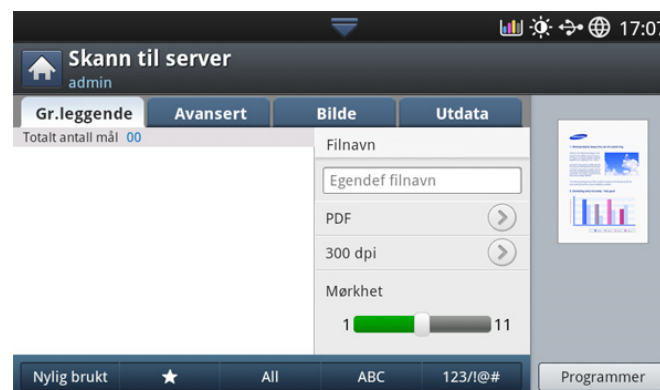 17:07
Skann til server
admin
Gr.leggende
Avansert
Bilde
Utdata
Totalt antall mål 00
Filnavn
Egendef filnavn
PDF
300 dpi
Mørkhet
1
11
Nylig brukt
All
ABC
123/!@#
Programmer